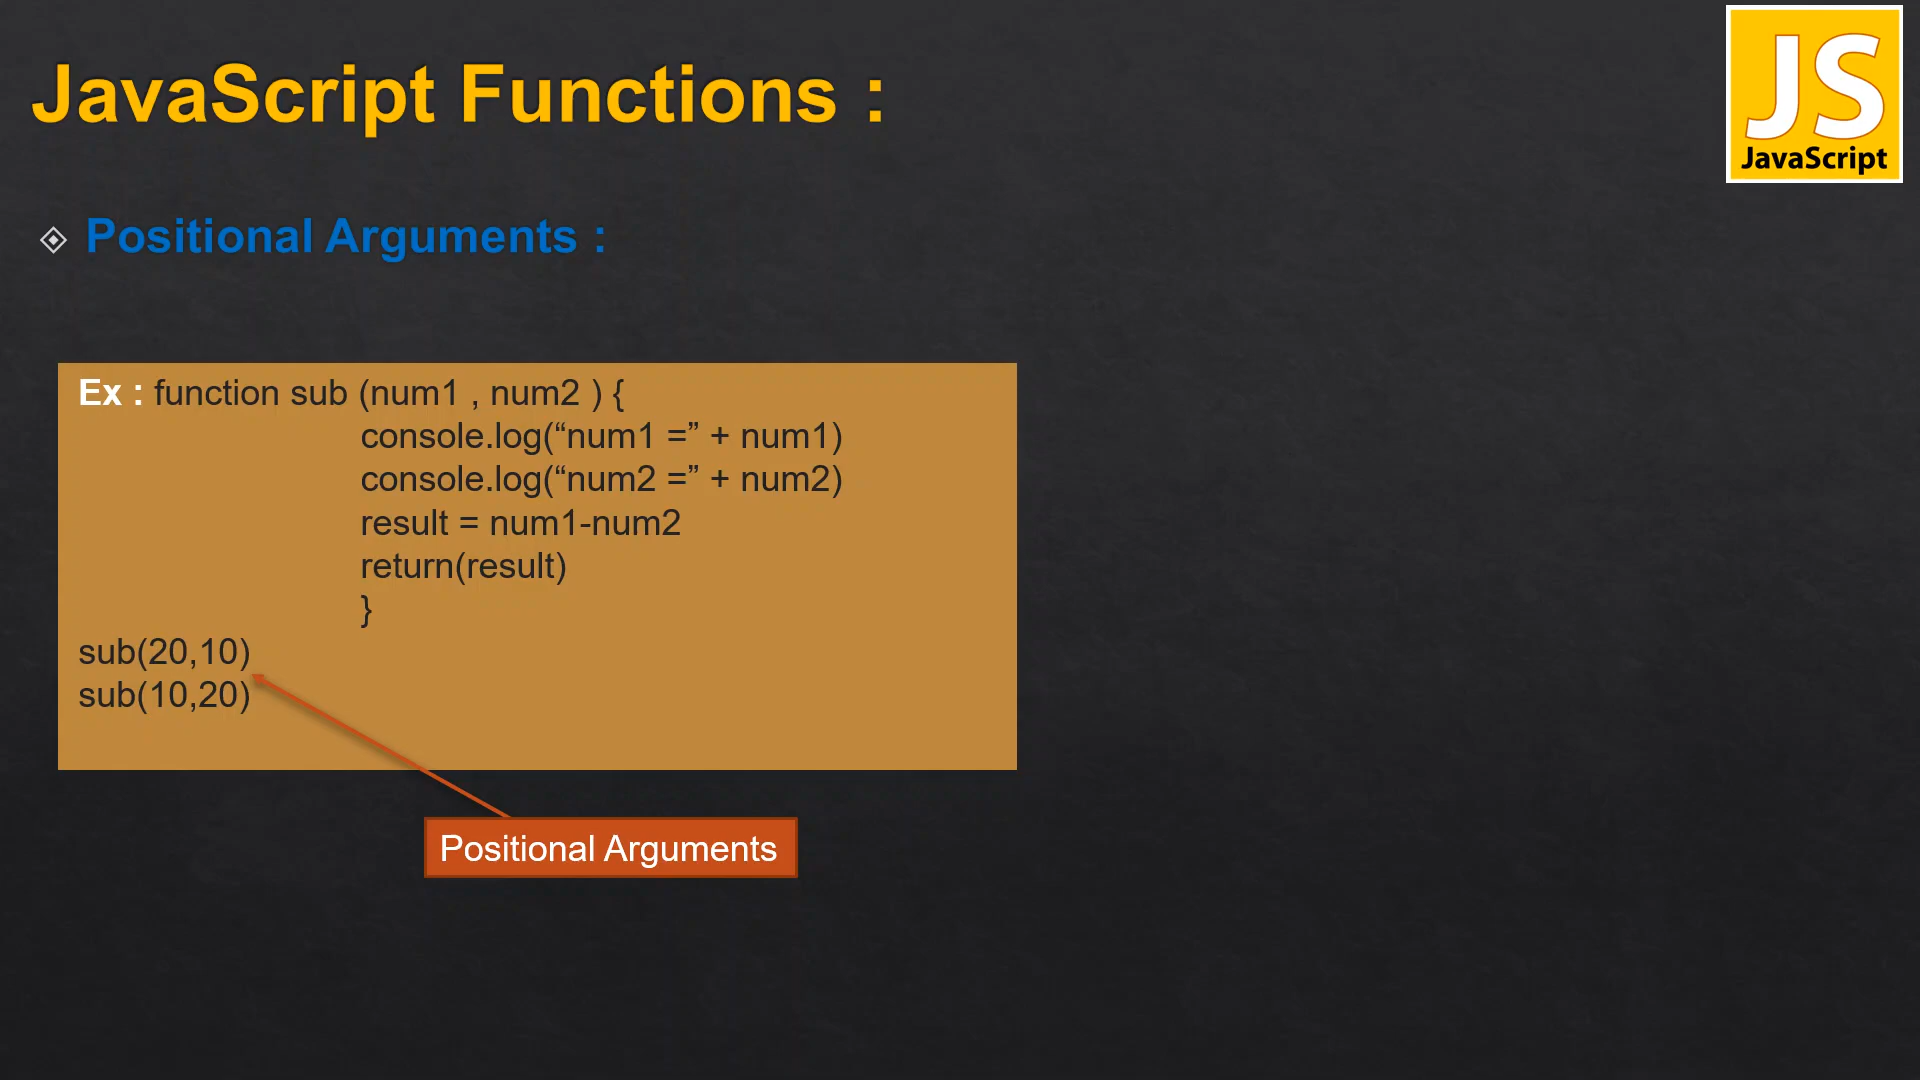 JavaScript Functions :
JS
JavaScript
Positional Arguments :
Ex : function sub (num1 , num2 ) {
console.log(“num1 =” + num1)
console.log(“num2 =” + num2)
result = num1-num2
return(result)
}
sub(20,10)
sub(10,20)
Positional Arguments